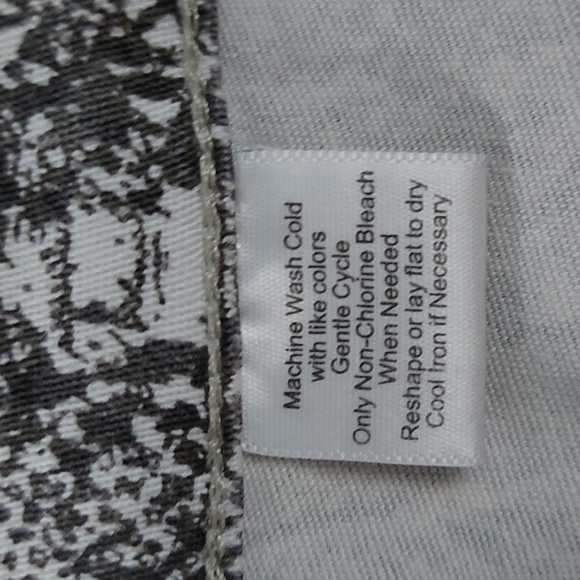 Machine Wash Cold
with like colors
Gentle Cycle
Only Non-Chlorine Bleach
When Needed
Reshape or lay flat to dry
Cool Iron if Necessary